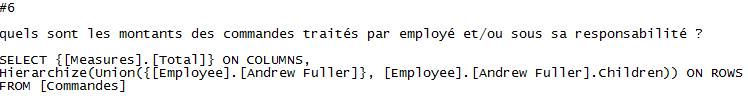 #6
quels sont les montants des commandes traités par employé et/ou sous sa responsabilité ?
SELECT {[Measures].[Total]} ON COLUMNS,
Hierarchize(Union({[Employee].[Andrew Fuller]}, [Employee].[Andrew Fuller].Children)) ON ROWS
FROM [Commandes]